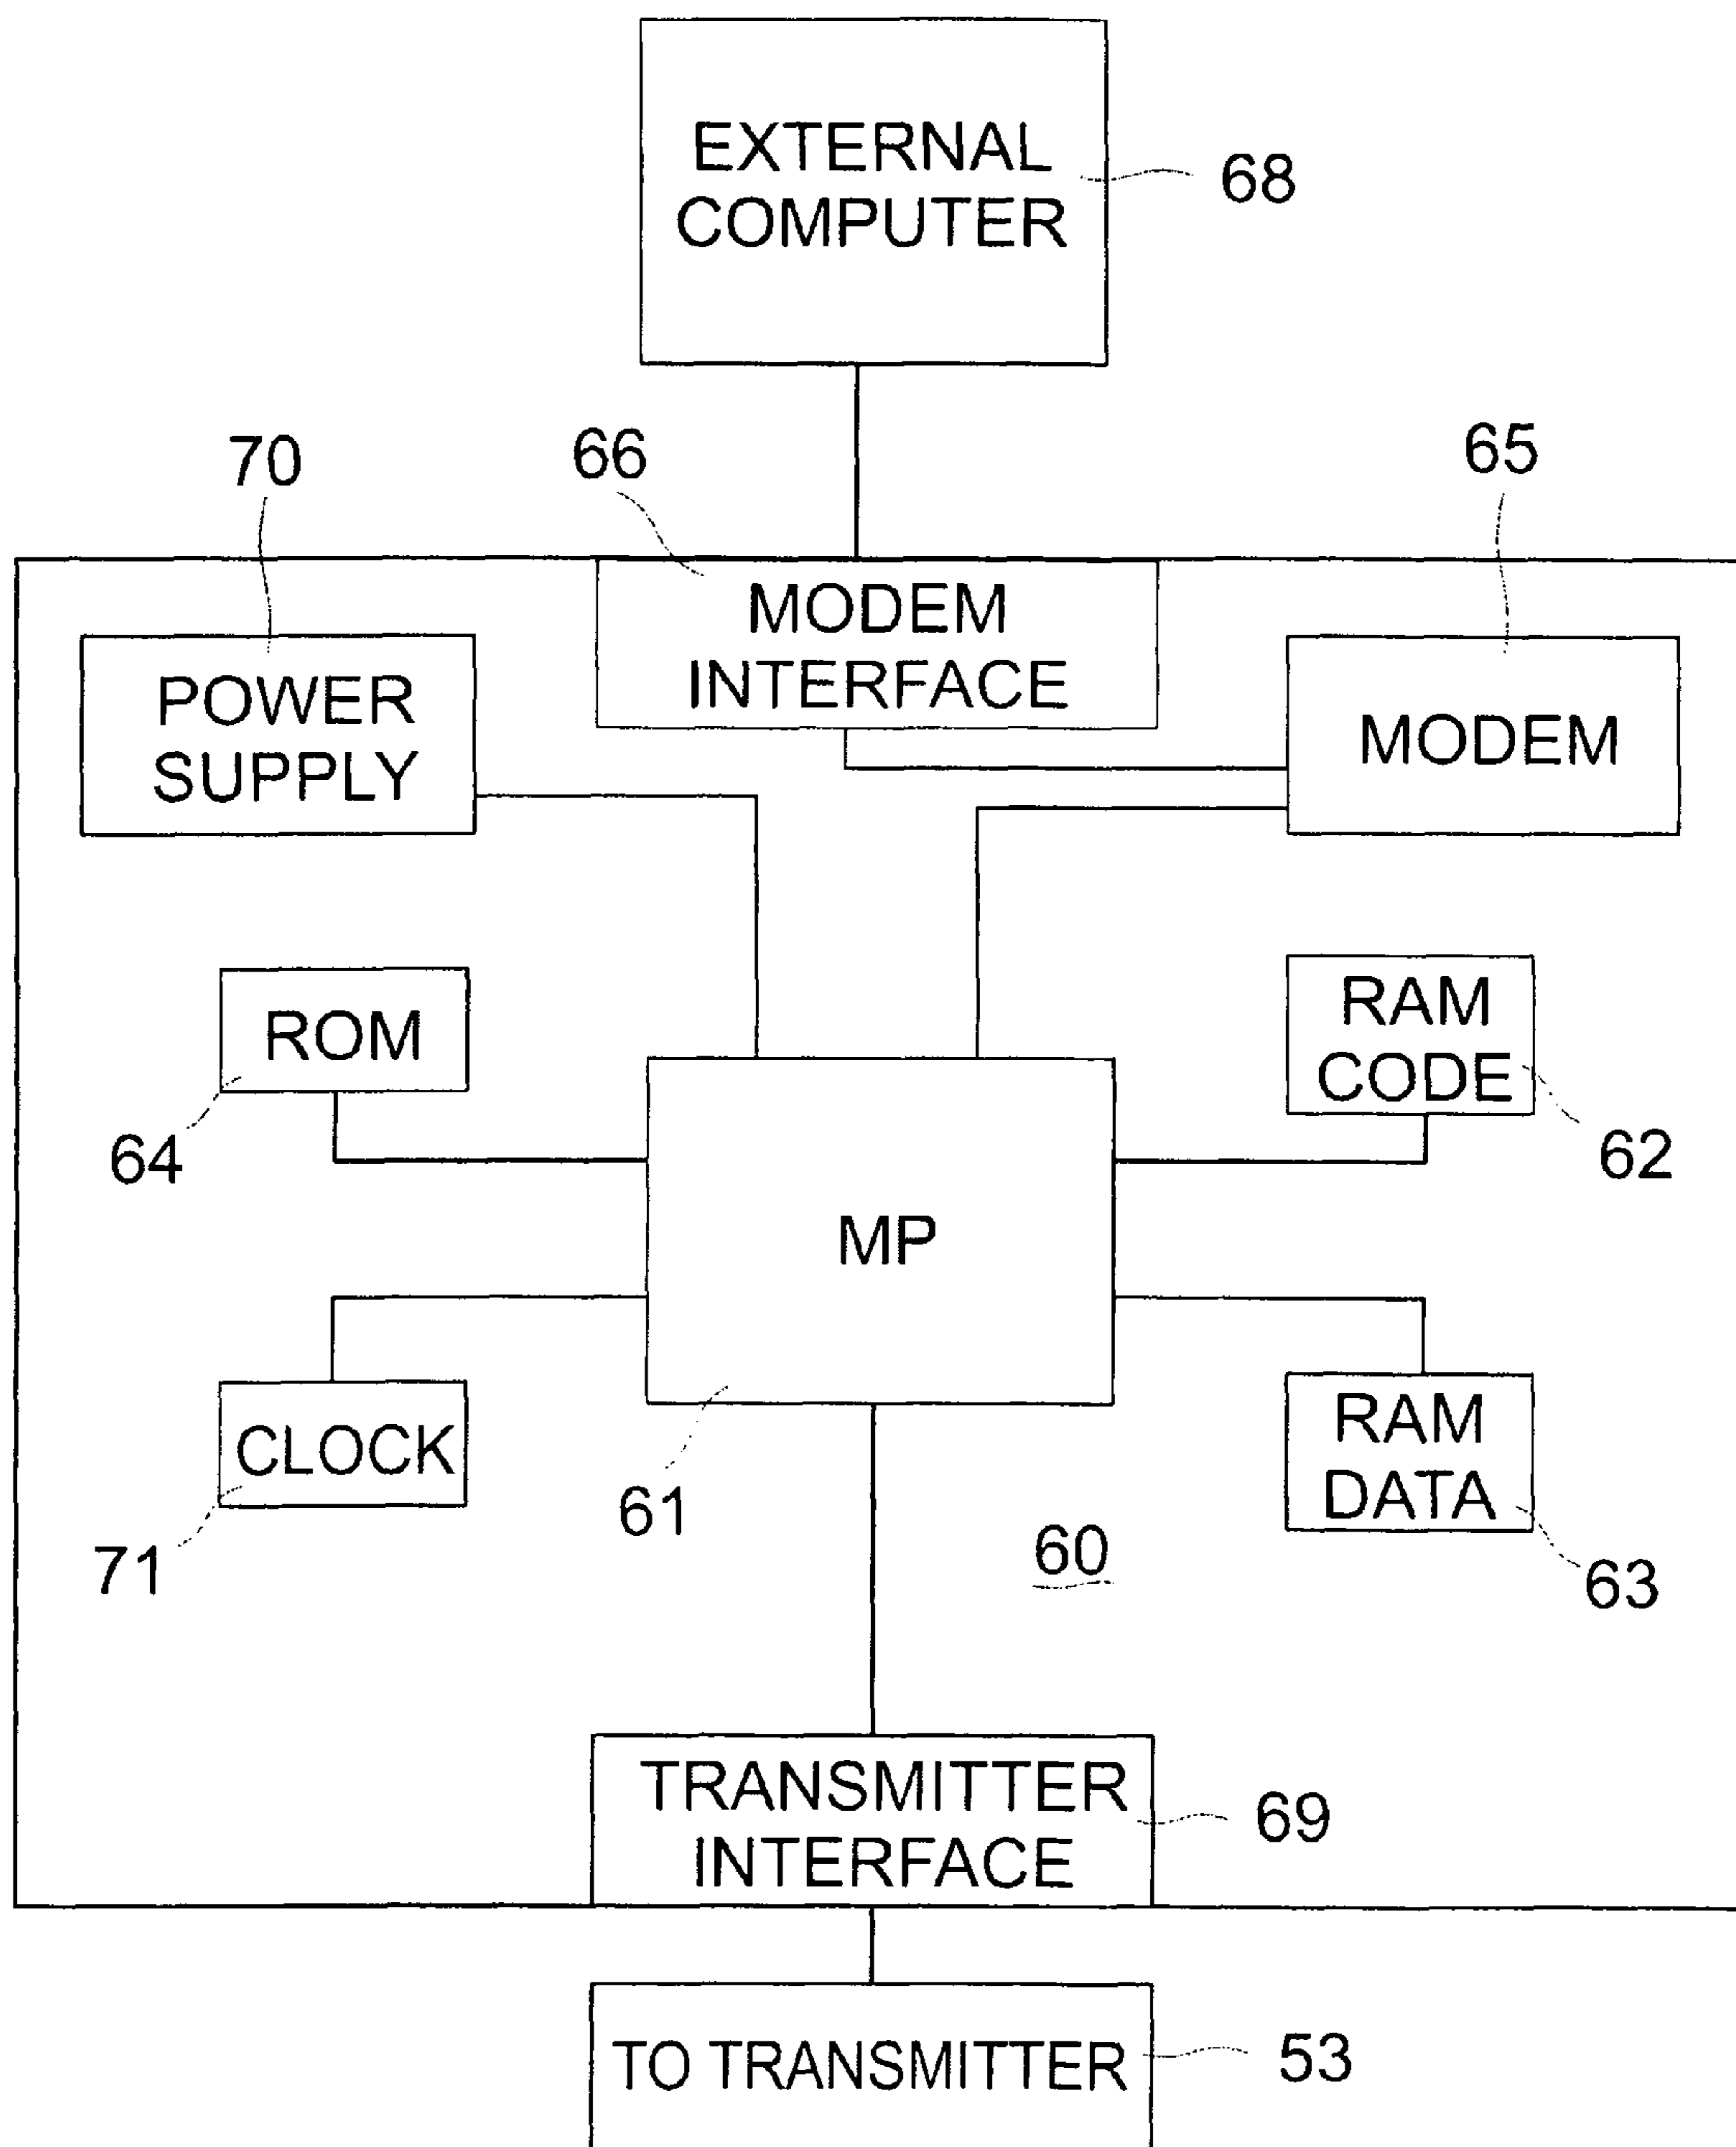 EXTERNAL
COMPUTER
68
70
66
65
MODEM
INTERFACE
POWER
SUPPLY
MODEM
ROM
64
RAM
CODE
62
MP
61
CLOCK
71
RAM
DATA
63
60
TRANSMITTER
INTERFACE
69
TO TRANSMITTER
53